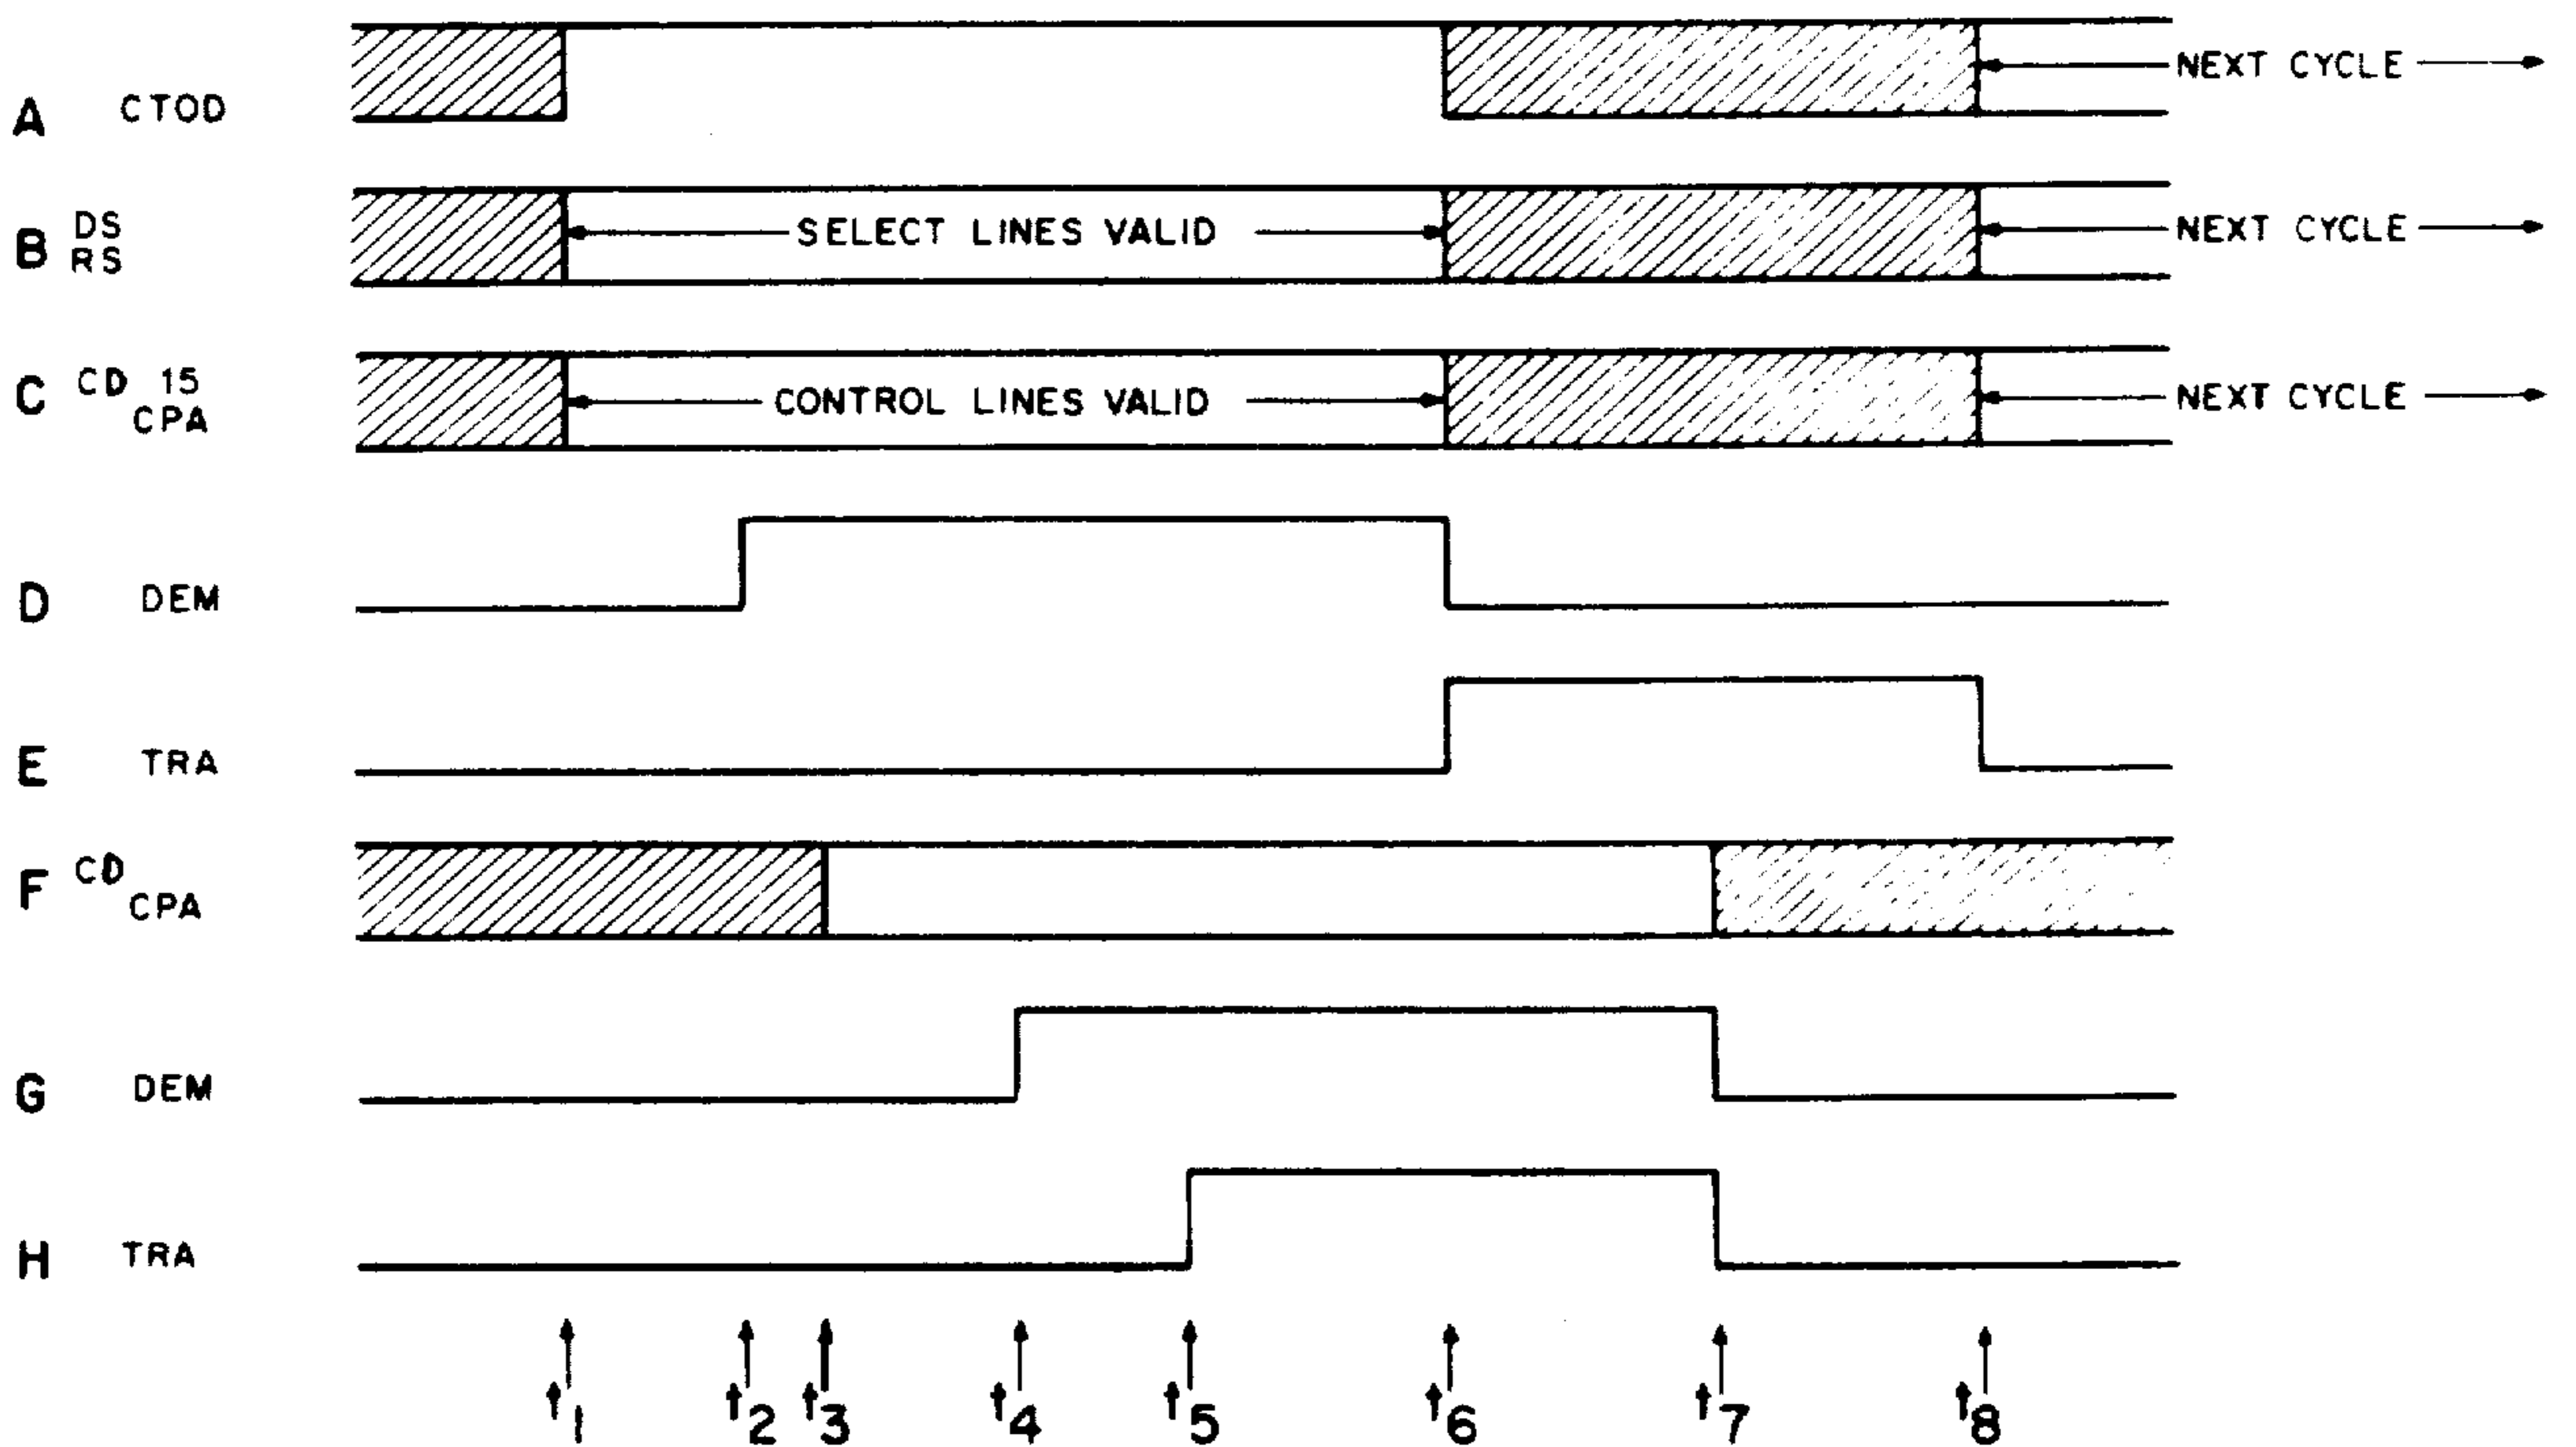 A CTOD NEXT CYCLE
B DS RS SELECT LINES VALID NEXT CYCLE
C CD 15 CPA CONTROL LINES VALID NEXT CYCLE
D DEM
E TRA
F CD CPA
G DEM
H TRA
t1 t2 t3 t4 t5 t6 t7 t8